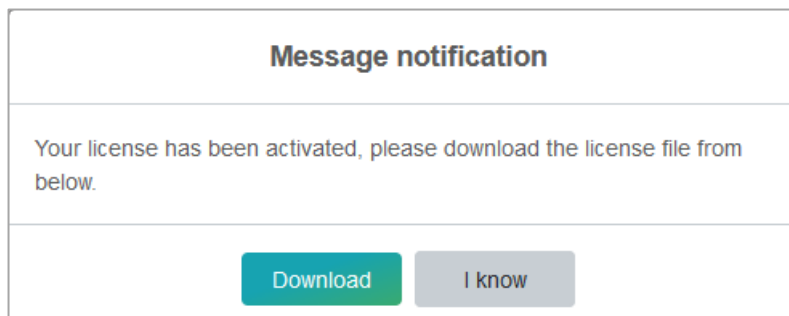 Message notification
Your license has been activated, please download the license file from
below.
Download
I know